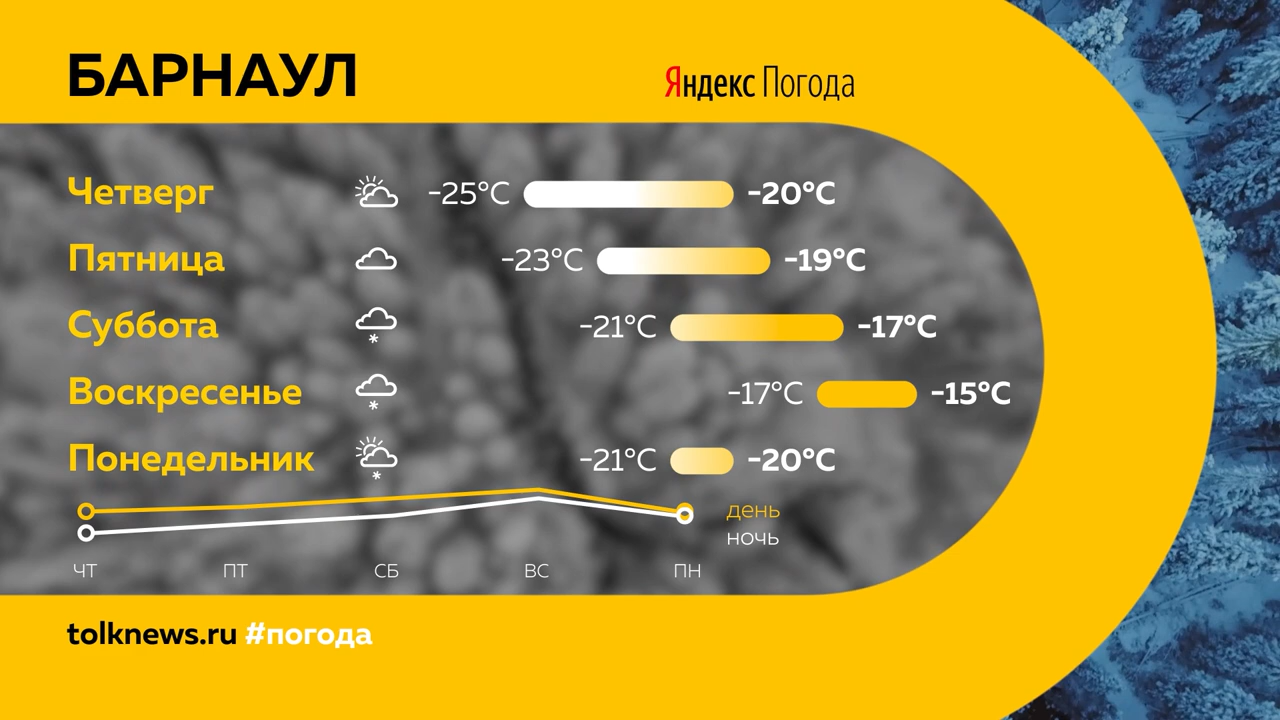 БАРНАУЛ
Яндекс Погода
Четверг -25°C -20°C
Пятница -23°C -19°C
Суббота -21°C -17°C
Воскресенье -17°C -15°C
Понедельник -21°C -20°C
день
ночь
ЧТ ПТ СБ ВС ПН
tolknews.ru #погода